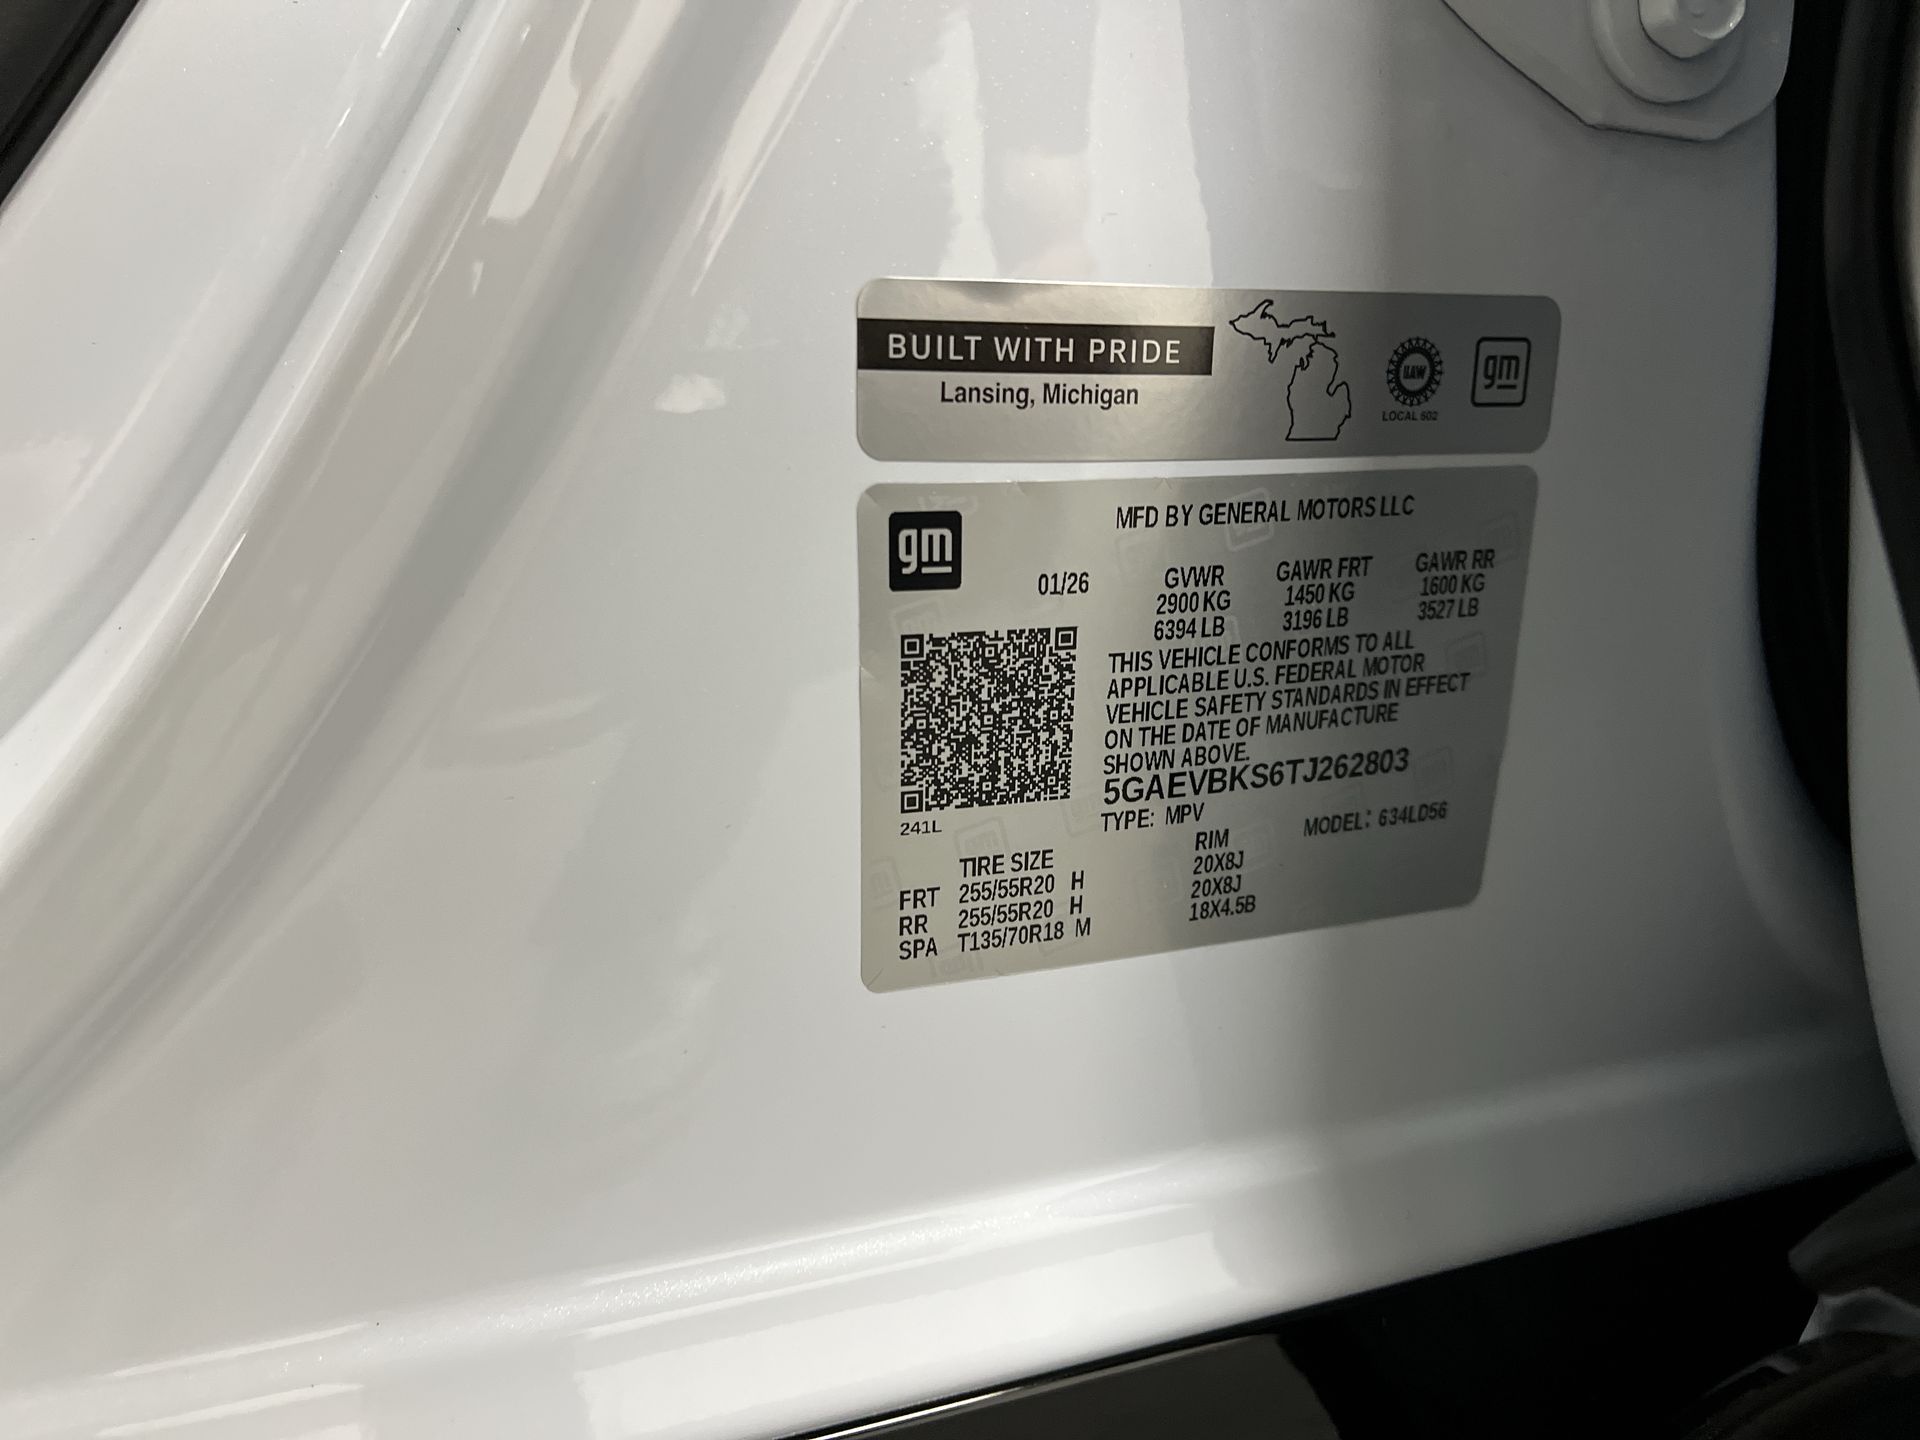 BUILT WITH PRIDE
Lansing, Michigan
UAW
LOCAL 602
gm
gm
MFD BY GENERAL MOTORS LLC
01/26
GVWR GAWR FRT GAWR RR
2900 KG 1450 KG 1600 KG
6394 LB 3196 LB 3527 LB
THIS VEHICLE CONFORMS TO ALL
APPLICABLE U.S. FEDERAL MOTOR
VEHICLE SAFETY STANDARDS IN EFFECT
ON THE DATE OF MANUFACTURE
SHOWN ABOVE.
5GAEVBKS6TJ262803
TYPE: MPV MODEL: 634LD56
241L
TIRE SIZE RIM
FRT 255/55R20 H 20X8J
RR 255/55R20 H 20X8J
SPA T135/70R18 M 18X4.5B